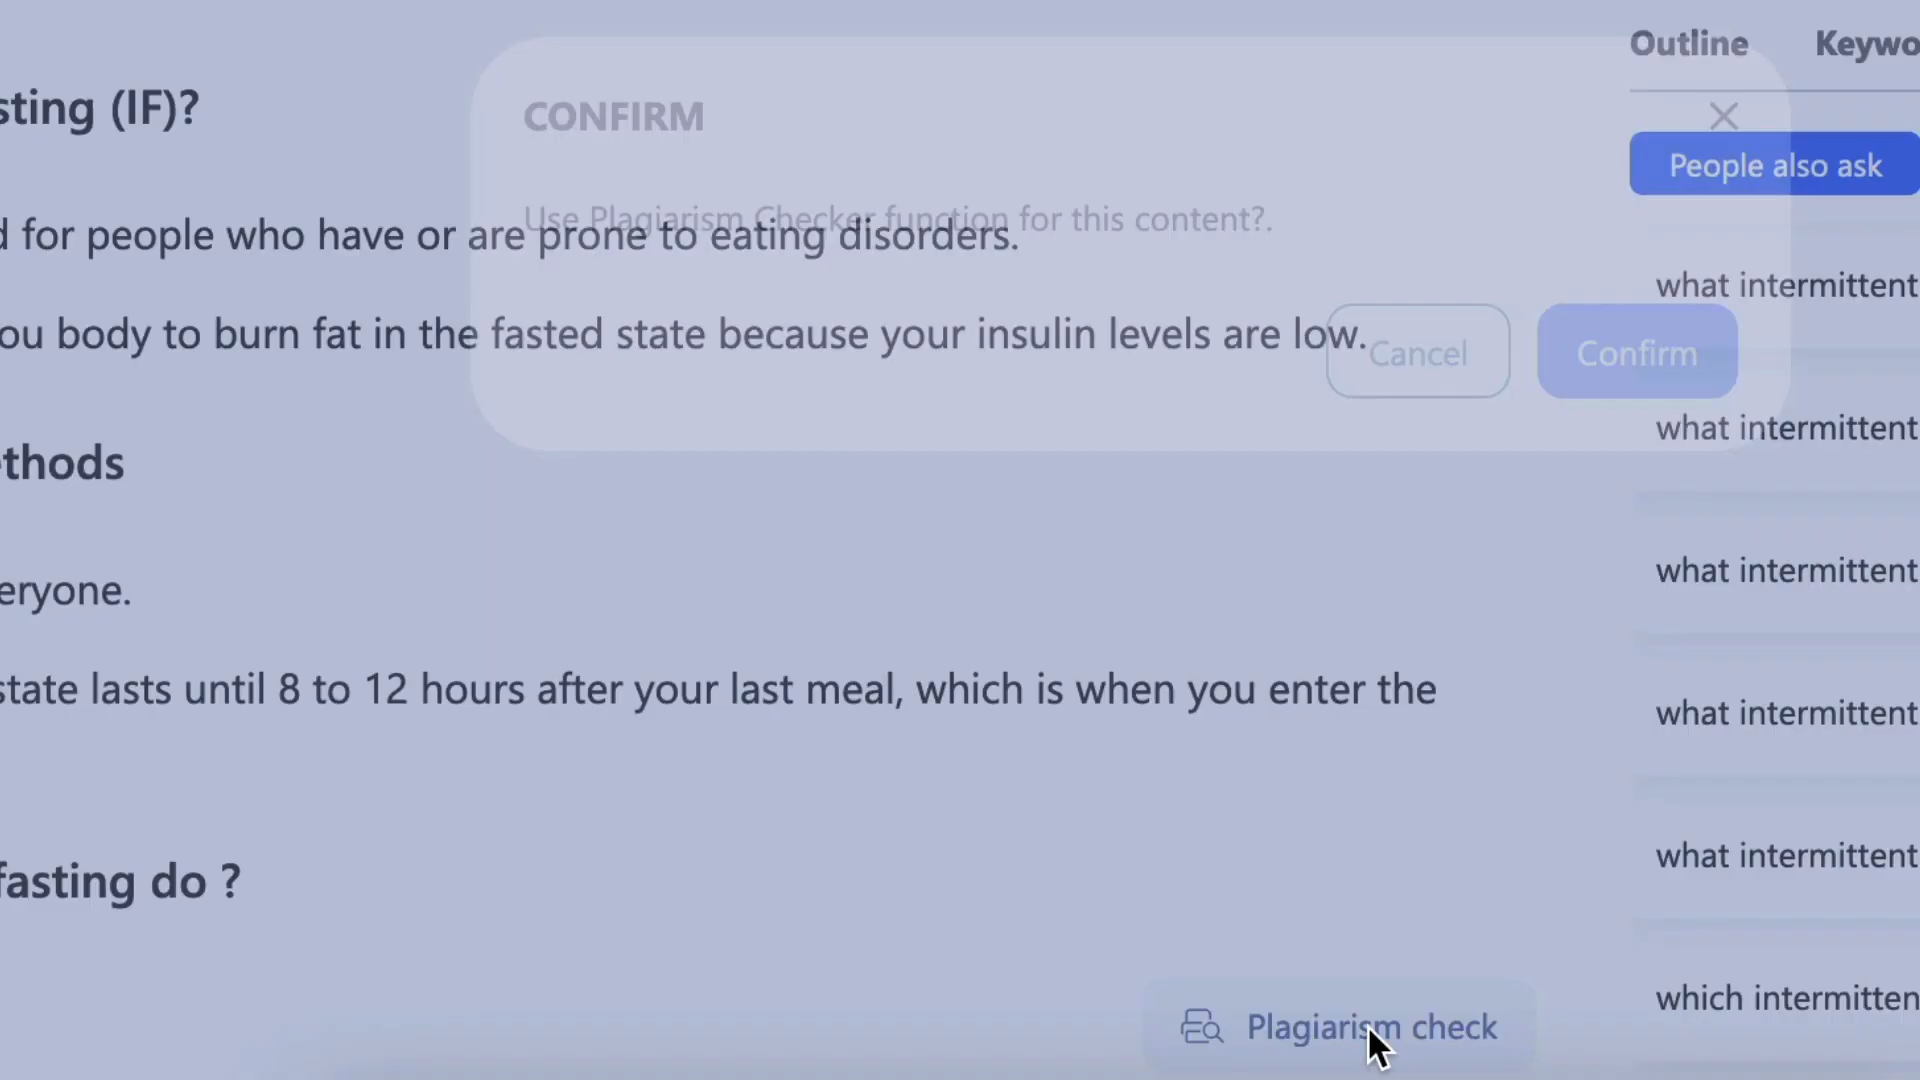 Outline
Keywo
sting (IF)?
CONFIRM
People also ask
Use Plagiarism Checker function for this content?.
d for people who have or are prone to eating disorders.
what intermittent
ou body to burn fat in the fasted state because your insulin levels are low.
Cancel
Confirm
what intermittent
ethods
what intermittent
eryone.
state lasts until 8 to 12 hours after your last meal, which is when you enter the
what intermittent
what intermittent
fasting do ?
which intermitten
Plagiarism check